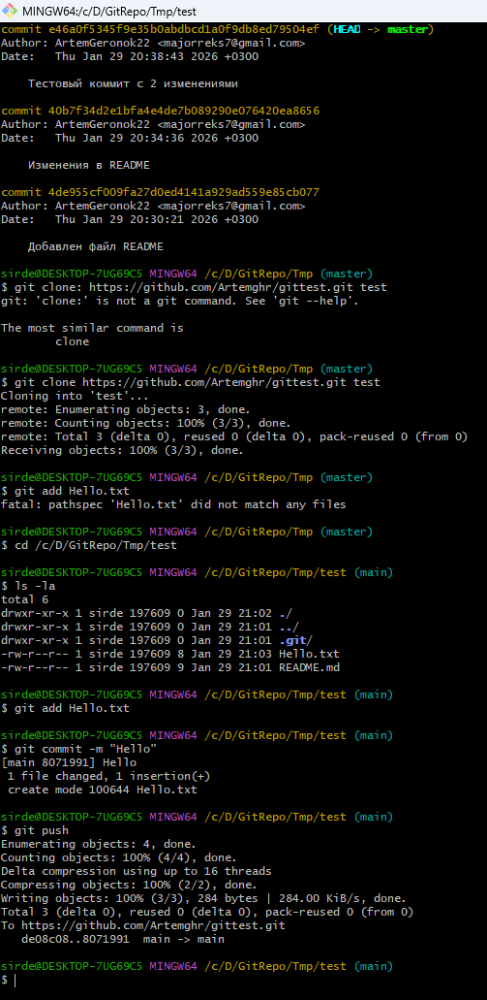 MINGW64:/c/D/GitRepo/Tmp/test
commit e46a0f5345f9e35b0abdbcd1a0f9db8ed79504ef (HEAD -> master)
Author: ArtemGeronok22 <majorreks7@gmail.com>
Date:   Thu Jan 29 20:38:43 2026 +0300
    Тестовый коммит с 2 изменениями
commit 40b7f34d2e1bfa4e4de7b089290e076420ea8656
Author: ArtemGeronok22 <majorreks7@gmail.com>
Date:   Thu Jan 29 20:34:36 2026 +0300
    Изменения в README
commit 4de955cf009fa27d0ed4141a929ad559e85cb077
Author: ArtemGeronok22 <majorreks7@gmail.com>
Date:   Thu Jan 29 20:30:21 2026 +0300
    Добавлен файл README
sirde@DESKTOP-7UG69C5 MINGW64 /c/D/GitRepo/Tmp (master)
$ git clone: https://github.com/Artemghr/gittest.git test
git: 'clone:' is not a git command. See 'git --help'.
The most similar command is
        clone
sirde@DESKTOP-7UG69C5 MINGW64 /c/D/GitRepo/Tmp (master)
$ git clone https://github.com/Artemghr/gittest.git test
Cloning into 'test'...
remote: Enumerating objects: 3, done.
remote: Counting objects: 100% (3/3), done.
remote: Total 3 (delta 0), reused 0 (delta 0), pack-reused 0 (from 0)
Receiving objects: 100% (3/3), done.
sirde@DESKTOP-7UG69C5 MINGW64 /c/D/GitRepo/Tmp (master)
$ git add Hello.txt
fatal: pathspec 'Hello.txt' did not match any files
sirde@DESKTOP-7UG69C5 MINGW64 /c/D/GitRepo/Tmp (master)
$ cd /c/D/GitRepo/Tmp/test
sirde@DESKTOP-7UG69C5 MINGW64 /c/D/GitRepo/Tmp/test (main)
$ ls -la
total 6
drwxr-xr-x 1 sirde 197609 0 Jan 29 21:02 ./
drwxr-xr-x 1 sirde 197609 0 Jan 29 21:01 ../
drwxr-xr-x 1 sirde 197609 0 Jan 29 21:01 .git/
-rw-r--r-- 1 sirde 197609 8 Jan 29 21:03 Hello.txt
-rw-r--r-- 1 sirde 197609 9 Jan 29 21:01 README.md
sirde@DESKTOP-7UG69C5 MINGW64 /c/D/GitRepo/Tmp/test (main)
$ git add Hello.txt
sirde@DESKTOP-7UG69C5 MINGW64 /c/D/GitRepo/Tmp/test (main)
$ git commit -m "Hello"
[main 8071991] Hello
 1 file changed, 1 insertion(+)
 create mode 100644 Hello.txt
sirde@DESKTOP-7UG69C5 MINGW64 /c/D/GitRepo/Tmp/test (main)
$ git push
Enumerating objects: 4, done.
Counting objects: 100% (4/4), done.
Delta compression using up to 16 threads
Compressing objects: 100% (2/2), done.
Writing objects: 100% (3/3), 284 bytes | 284.00 KiB/s, done.
Total 3 (delta 0), reused 0 (delta 0), pack-reused 0 (from 0)
To https://github.com/Artemghr/gittest.git
   de08c08..8071991  main -> main
sirde@DESKTOP-7UG69C5 MINGW64 /c/D/GitRepo/Tmp/test (main)
$